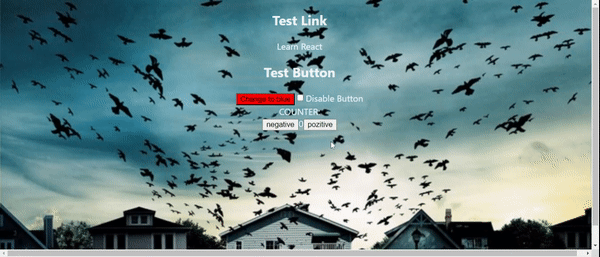 Test Link
Learn React
Test Button
Change to blue Disable Button
COUNTER:
negative 0 pozitive